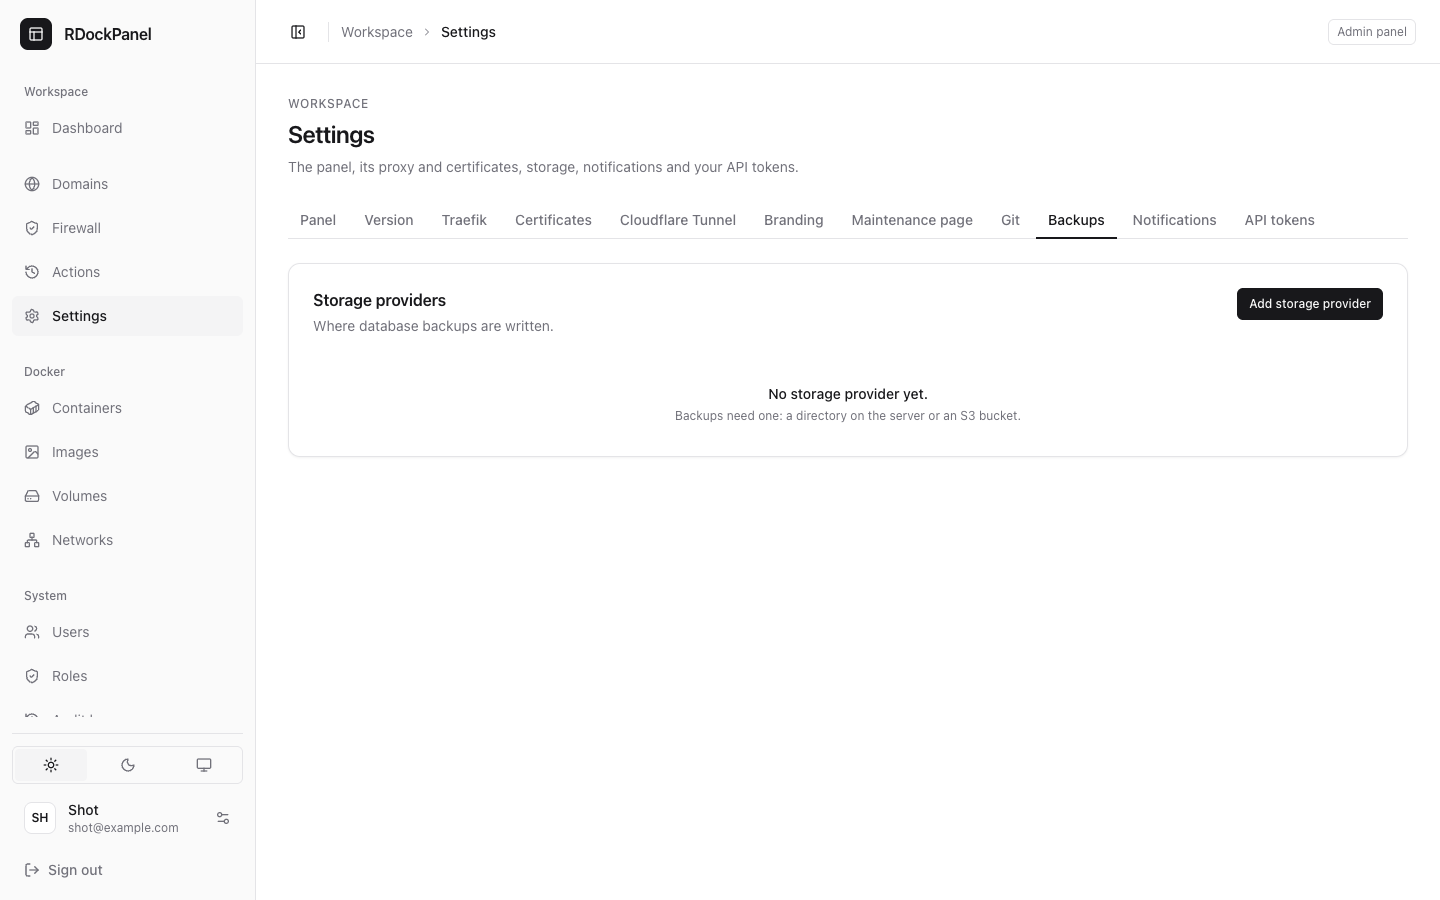 RDockPanel
Workspace
Dashboard
Domains
Firewall
Actions
Settings
Docker
Containers
Images
Volumes
Networks
System
Users
Roles
SH
Shot
shot@example.com
Sign out
Workspace > Settings
Admin panel
WORKSPACE
Settings
The panel, its proxy and certificates, storage, notifications and your API tokens.
Panel Version Traefik Certificates Cloudflare Tunnel Branding Maintenance page Git Backups Notifications API tokens
Storage providers
Where database backups are written.
Add storage provider
No storage provider yet.
Backups need one: a directory on the server or an S3 bucket.